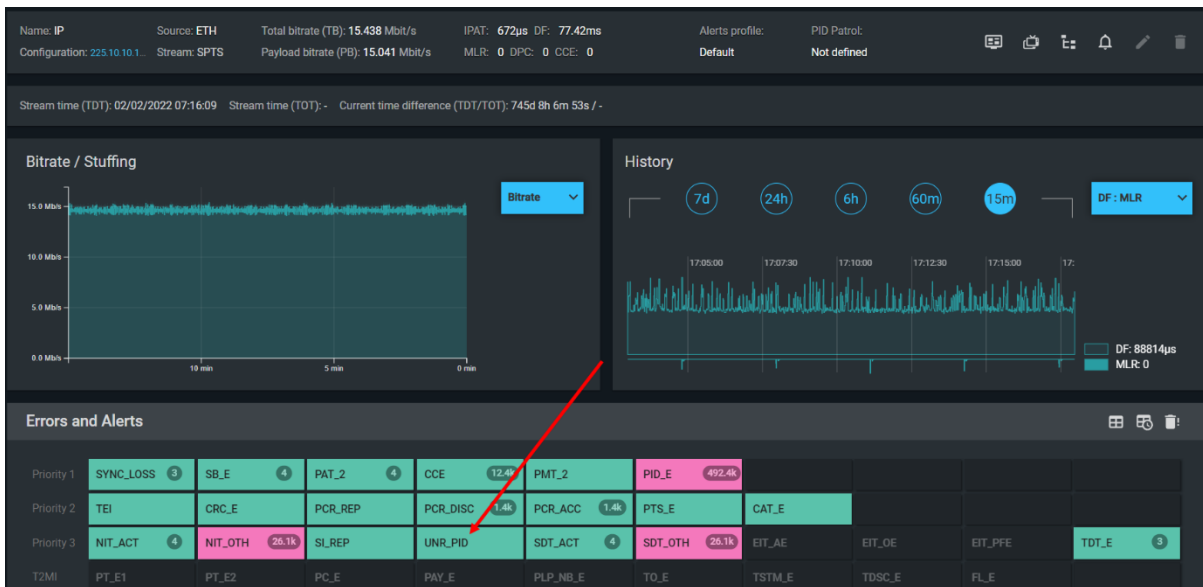 Name: IP Source: ETH Total bitrate (TB): 15.438 Mbit/s IPAT: 672µs DF: 77.42ms Alerts profile: PID Patrol:
Configuration: 225.10.10.1... Stream: SPTS Payload bitrate (PB): 15.041 Mbit/s MLR: 0 DPC: 0 CCE: 0 Default Not defined
Stream time (TDT): 02/02/2022 07:16:09 Stream time (TOT): - Current time difference (TDT/TOT): 745d 8h 6m 53s / -
Bitrate / Stuffing
Bitrate
15.0 Mb/s
10.0 Mb/s
5.0 Mb/s
0.0 Mb/s
10 min 5 min 0 min
History
7d 24h 6h 60m 15m DF : MLR
17:05:00 17:07:30 17:10:00 17:12:30 17:15:00 17:
DF: 88814µs
MLR: 0
Errors and Alerts
Priority 1 SYNC_LOSS 3 SB_E 4 PAT_2 4 CCE 12.4k PMT_2 PID_E 492.4k
Priority 2 TEI CRC_E PCR_REP PCR_DISC 1.4k PCR_ACC 1.4k PTS_E CAT_E
Priority 3 NIT_ACT 4 NIT_OTH 26.1k SI_REP UNR_PID SDT_ACT 4 SDT_OTH 26.1k EIT_AE EIT_OE EIT_PFE TDT_E 3
T2MI PT_E1 PT_E2 PC_E PAY_E PLP_NB_E TO_E TSTM_E TDSC_E FL_E